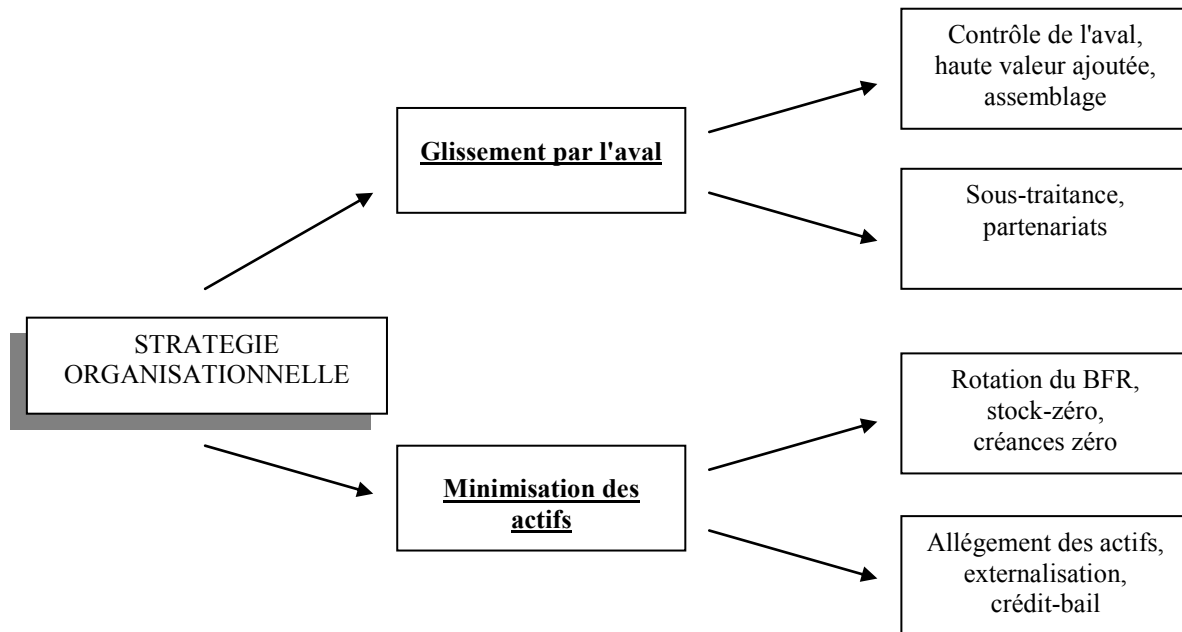 Contrôle de l'aval,
haute valeur ajoutée,
assemblage
Glissement par l'aval
Sous-traitance,
partenariats
STRATEGIE
ORGANISATIONNELLE
Rotation du BFR,
stock-zéro,
créances zéro
Minimisation des
actifs
Allégement des actifs,
externalisation,
crédit-bail